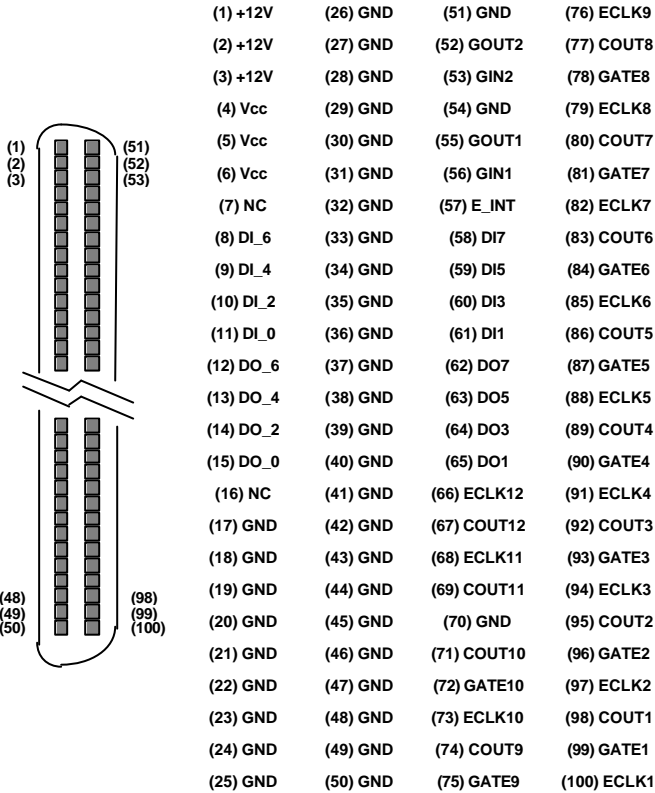 (1) +12V (26) GND (51) GND (76) ECLK9
(2) +12V (27) GND (52) GOUT2 (77) COUT8
(3) +12V (28) GND (53) GIN2 (78) GATE8
(4) Vcc (29) GND (54) GND (79) ECLK8
(1) (51) (5) Vcc (30) GND (55) GOUT1 (80) COUT7
(2) (52)
(3) (53) (6) Vcc (31) GND (56) GIN1 (81) GATE7
(7) NC (32) GND (57) E_INT (82) ECLK7
(8) DI_6 (33) GND (58) DI7 (83) COUT6
(9) DI_4 (34) GND (59) DI5 (84) GATE6
(10) DI_2 (35) GND (60) DI3 (85) ECLK6
(11) DI_0 (36) GND (61) DI1 (86) COUT5
(12) DO_6 (37) GND (62) DO7 (87) GATE5
(13) DO_4 (38) GND (63) DO5 (88) ECLK5
(14) DO_2 (39) GND (64) DO3 (89) COUT4
(15) DO_0 (40) GND (65) DO1 (90) GATE4
(16) NC (41) GND (66) ECLK12 (91) ECLK4
(17) GND (42) GND (67) COUT12 (92) COUT3
(18) GND (43) GND (68) ECLK11 (93) GATE3
(48) (98) (19) GND (44) GND (69) COUT11 (94) ECLK3
(49) (99)
(50) (100) (20) GND (45) GND (70) GND (95) COUT2
(21) GND (46) GND (71) COUT10 (96) GATE2
(22) GND (47) GND (72) GATE10 (97) ECLK2
(23) GND (48) GND (73) ECLK10 (98) COUT1
(24) GND (49) GND (74) COUT9 (99) GATE1
(25) GND (50) GND (75) GATE9 (100) ECLK1